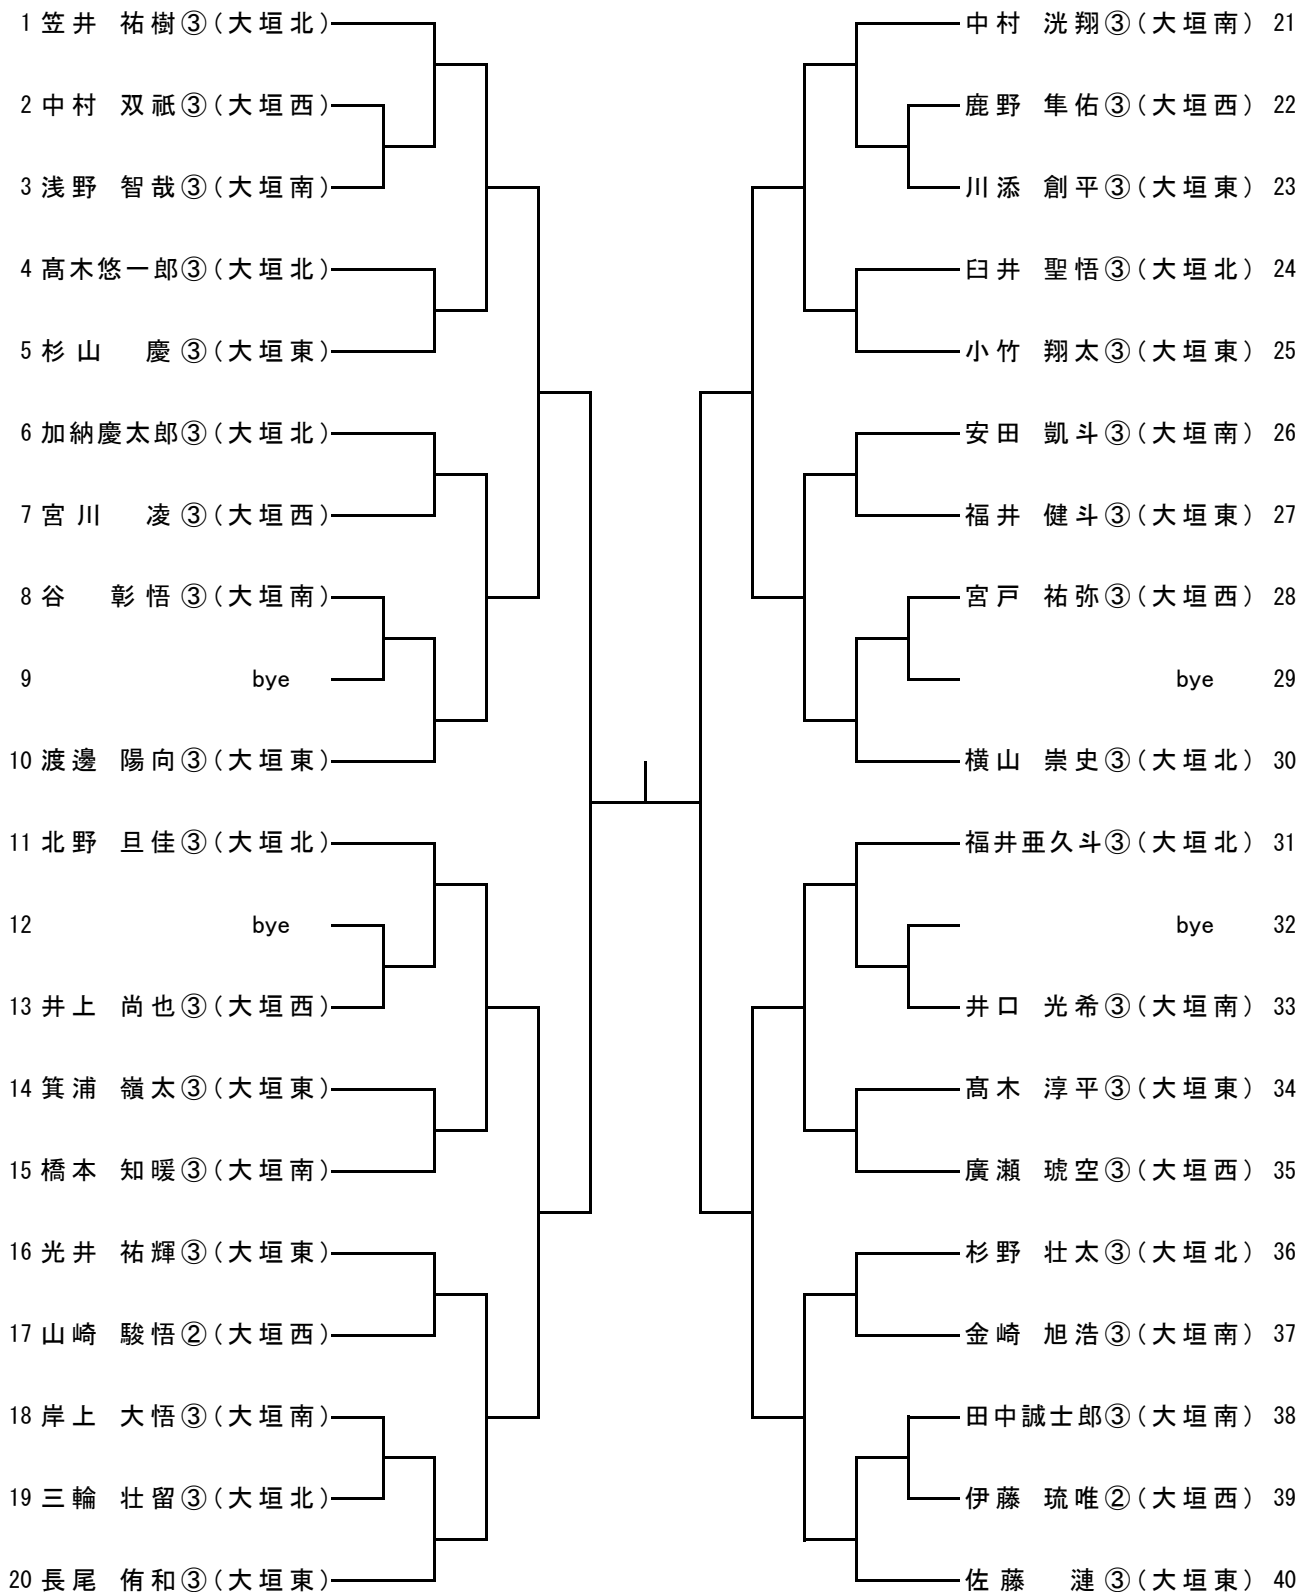 1 笠井 祐樹③(大垣北)
2 中村 双祇③(大垣西)
3 浅野 智哉③(大垣南)
4 髙木悠一郎③(大垣北)
5 杉山 慶③(大垣東)
6 加納慶太郎③(大垣北)
7 宮川 凌③(大垣西)
8 谷 彰悟③(大垣南)
9 bye
10 渡邊 陽向③(大垣東)
11 北野 旦佳③(大垣北)
12 bye
13 井上 尚也③(大垣西)
14 箕浦 嶺太③(大垣東)
15 橋本 知暖③(大垣南)
16 光井 祐輝③(大垣東)
17 山崎 駿悟②(大垣西)
18 岸上 大悟③(大垣南)
19 三輪 壮留③(大垣北)
20 長尾 侑和③(大垣東)
中村 洸翔③(大垣南) 21
鹿野 隼佑③(大垣西) 22
川添 創平③(大垣東) 23
臼井 聖悟③(大垣北) 24
小竹 翔太③(大垣東) 25
安田 凱斗③(大垣南) 26
福井 健斗③(大垣東) 27
宮戸 祐弥③(大垣西) 28
bye 29
横山 崇史③(大垣北) 30
福井亜久斗③(大垣北) 31
bye 32
井口 光希③(大垣南) 33
髙木 淳平③(大垣東) 34
廣瀬 琥空③(大垣西) 35
杉野 壮太③(大垣北) 36
金崎 旭浩③(大垣南) 37
田中誠士郎③(大垣南) 38
伊藤 琉唯②(大垣西) 39
佐藤 漣③(大垣東) 40